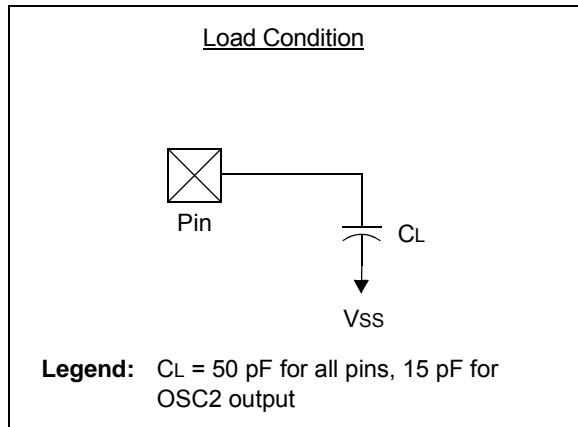 Load Condition
Pin
CL
VSS
Legend: CL = 50 pF for all pins, 15 pF for
OSC2 output